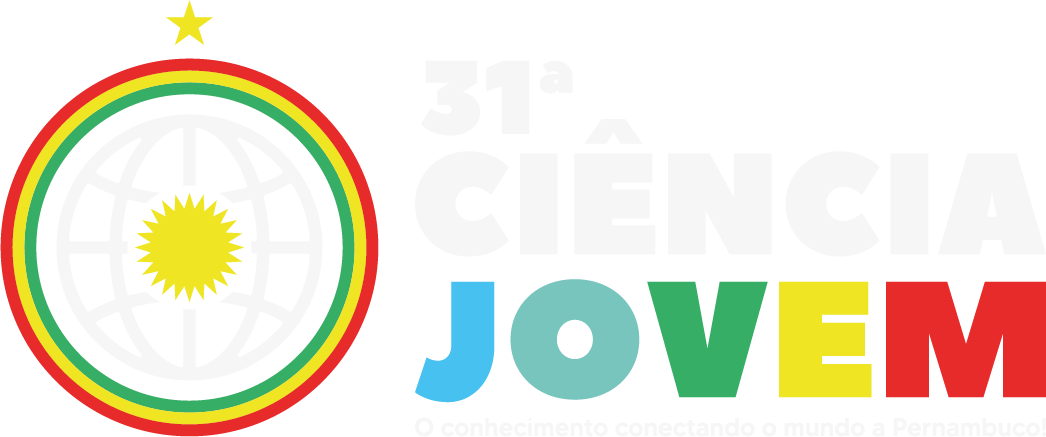 31ª
CIÊNCIA
JOVEM
O conhecimento conectando o mundo a Pernambuco!